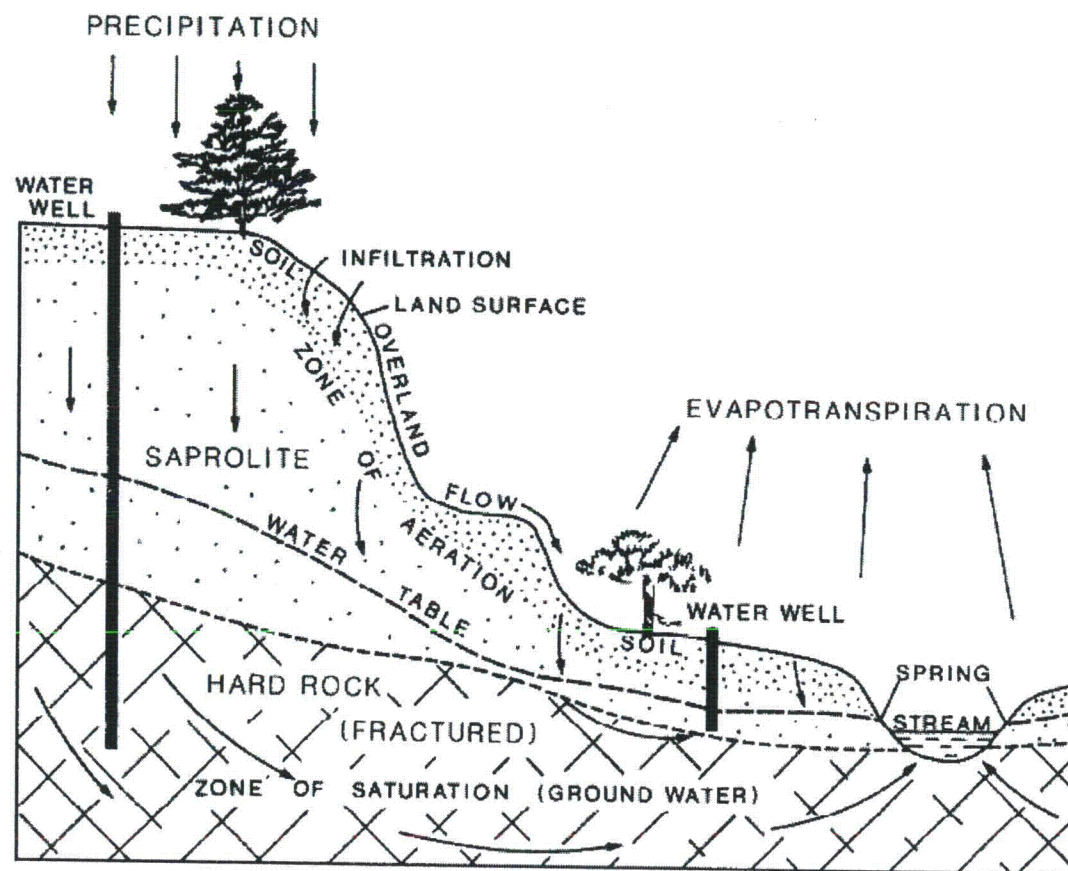 PRECIPITATION
WATER
WELL
SOIL
INFILTRATION
LAND SURFACE
OVERLAND
FLOW
ZONE
OF
AERATION
EVAPOTRANSPIRATION
SAPROLITE
WATER
TABLE
WATER WELL
SOIL
SPRING
STREAM
HARD ROCK
(FRACTURED)
ZONE OF SATURATION (GROUND WATER)